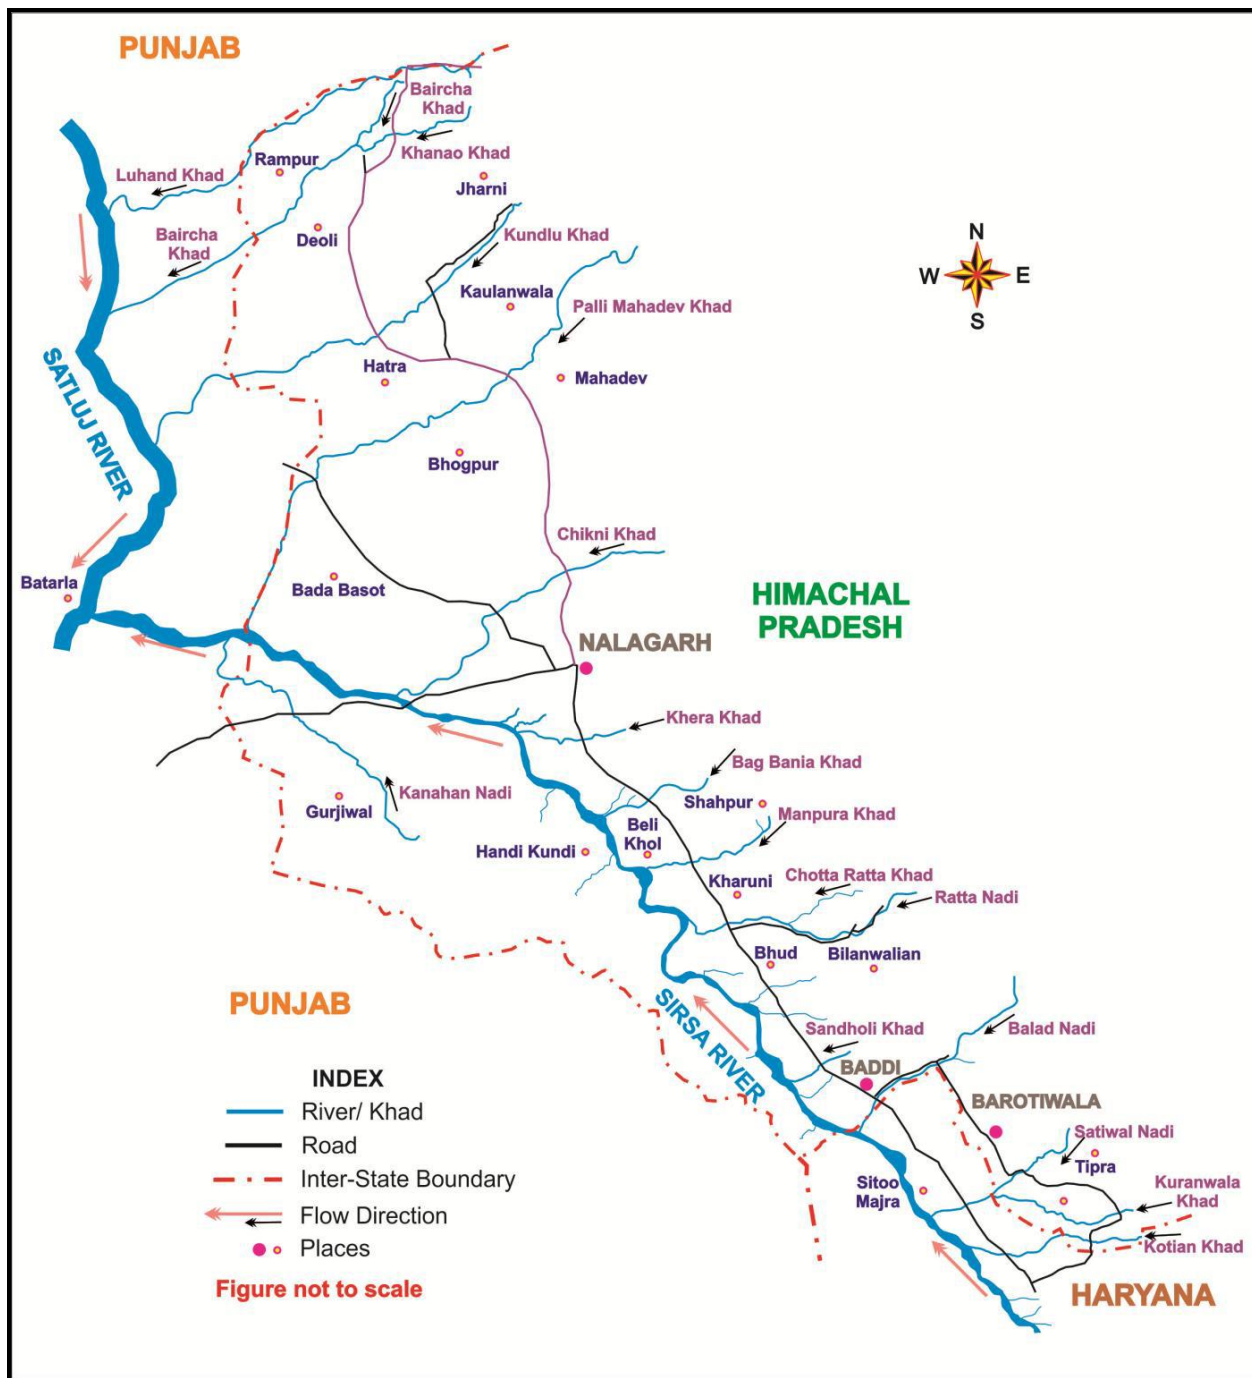 PUNJAB
Baircha
Khad
Khanao Khad
Rampur
Luhand Khad
Jharni
Baircha
Khad
Deoli
Kundlu Khad
N
W
E
S
Kaulanwala
Palli Mahadev Khad
SATLUJ RIVER
Hatra
Mahadev
Bhogpur
Chikni Khad
Batarla
Bada Basot
HIMACHAL
PRADESH
NALAGARH
Khera Khad
Bag Bania Khad
Kanahan Nadi
Gurjiwal
Shahpur
Manpura Khad
Beli
Khol
Handi Kundi
Chotta Ratta Khad
Kharuni
Ratta Nadi
Bhud
Bilanwalian
PUNJAB
SIRSA RIVER
Sandholi Khad
Balad Nadi
BADDI
BAROTIWALA
Satiwal Nadi
Tipra
Sitoo
Majra
Kuranwala
Khad
Kotian Khad
HARYANA
INDEX
River/ Khad
Road
Inter-State Boundary
Flow Direction
Places
Figure not to scale